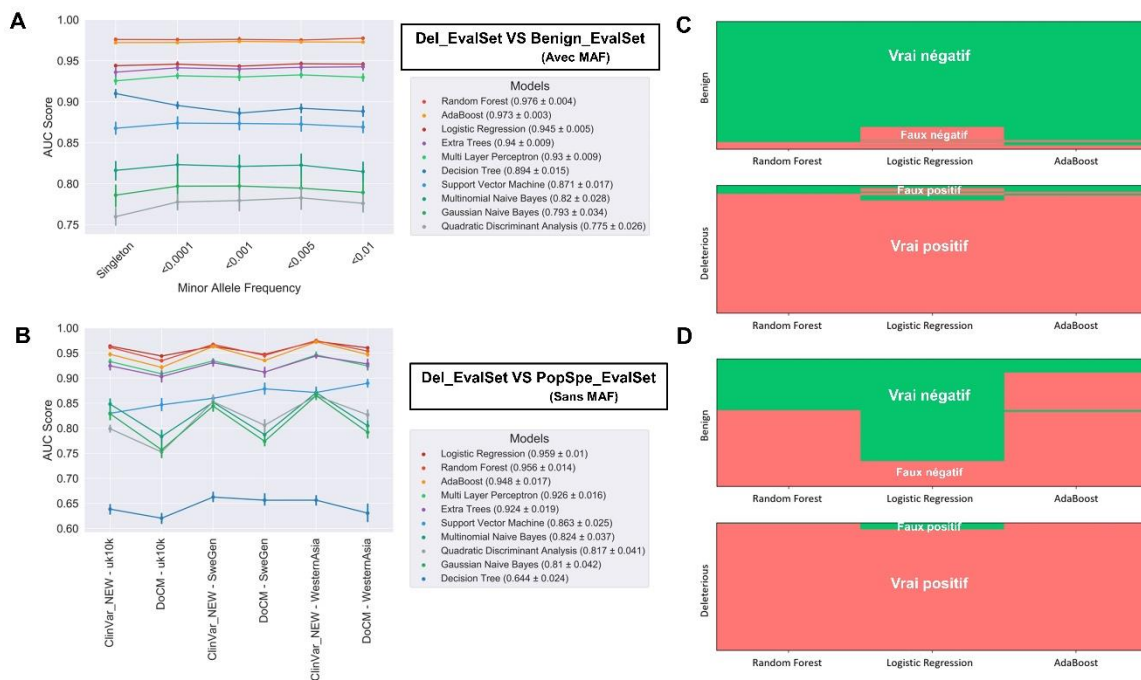 A
1.00
0.95
0.90
0.85
0.80
0.75
AUC Score
Singleton
<0.0001
<0.001
<0.005
<0.01
Minor Allele Frequency
Del_EvalSet VS Benign_EvalSet
(Avec MAF)
Models
Random Forest (0.976 ± 0.004)
AdaBoost (0.973 ± 0.003)
Logistic Regression (0.945 ± 0.005)
Extra Trees (0.94 ± 0.009)
Multi Layer Perceptron (0.93 ± 0.009)
Decision Tree (0.894 ± 0.015)
Support Vector Machine (0.871 ± 0.017)
Multinomial Naive Bayes (0.82 ± 0.028)
Gaussian Naive Bayes (0.793 ± 0.034)
Quadratic Discriminant Analysis (0.775 ± 0.026)
B
1.00
0.95
0.90
0.85
0.80
0.75
0.70
0.65
0.60
AUC Score
ClinVar_NEW - uk10k
DoCM - uk10k
ClinVar_NEW - SweGen
DoCM - SweGen
ClinVar_NEW - WesternAsia
DoCM - WesternAsia
Del_EvalSet VS PopSpe_EvalSet
(Sans MAF)
Models
Logistic Regression (0.959 ± 0.01)
Random Forest (0.956 ± 0.014)
AdaBoost (0.948 ± 0.017)
Multi Layer Perceptron (0.926 ± 0.016)
Extra Trees (0.924 ± 0.019)
Support Vector Machine (0.863 ± 0.025)
Multinomial Naive Bayes (0.824 ± 0.037)
Quadratic Discriminant Analysis (0.817 ± 0.041)
Gaussian Naive Bayes (0.81 ± 0.042)
Decision Tree (0.644 ± 0.024)
C
Benign
Vrai négatif
Faux négatif
Random Forest
Logistic Regression
AdaBoost
Deleterious
Faux positif
Vrai positif
Random Forest
Logistic Regression
AdaBoost
D
Benign
Vrai négatif
Faux négatif
Random Forest
Logistic Regression
AdaBoost
Deleterious
Faux positif
Vrai positif
Random Forest
Logistic Regression
AdaBoost